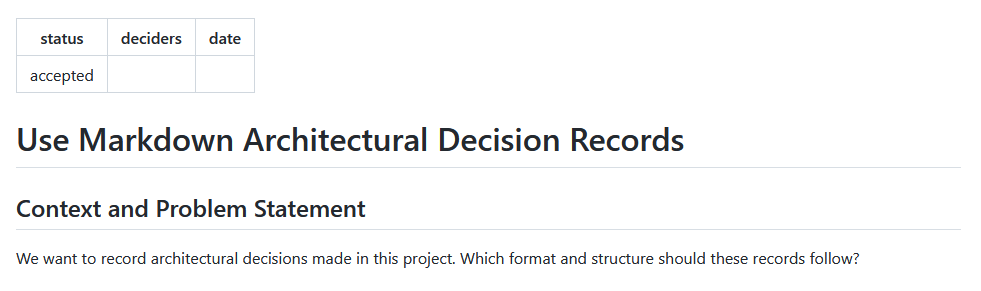 status deciders date
accepted
Use Markdown Architectural Decision Records
Context and Problem Statement
We want to record architectural decisions made in this project. Which format and structure should these records follow?